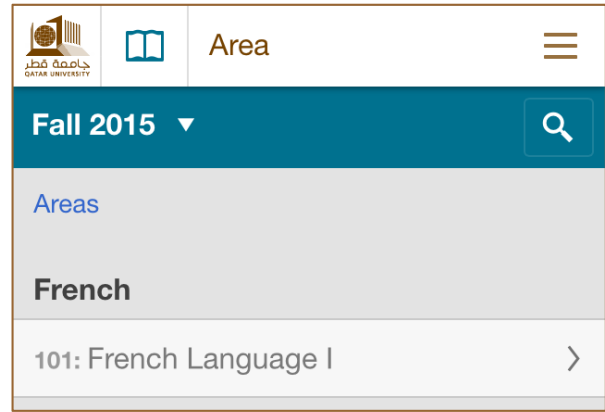 جامعة قطر
QATAR UNIVERSITY
Area
Fall 2015
Areas
French
101: French Language I